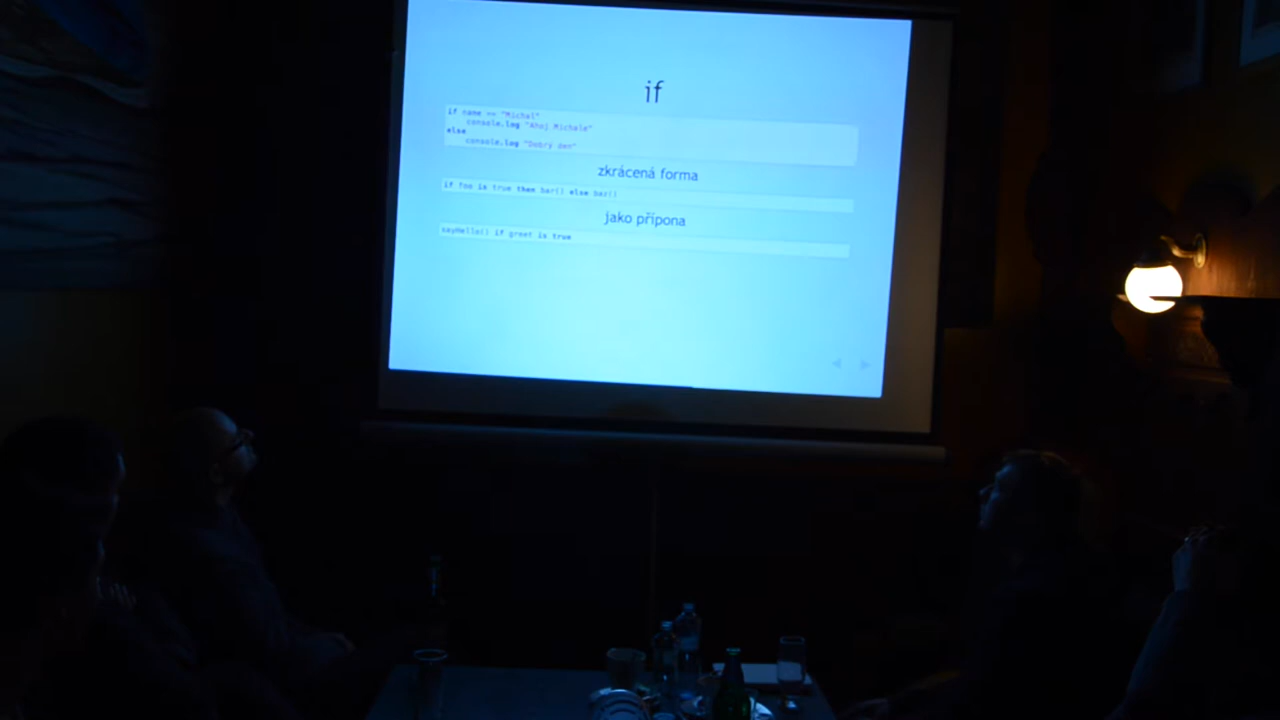 if
if name == "Michal"
console.log "Ahoj Michale"
else
console.log "Dobrý den"
zkrácená forma
if foo is true then bar() else baz()
jako přípona
sayHello() if greet is true